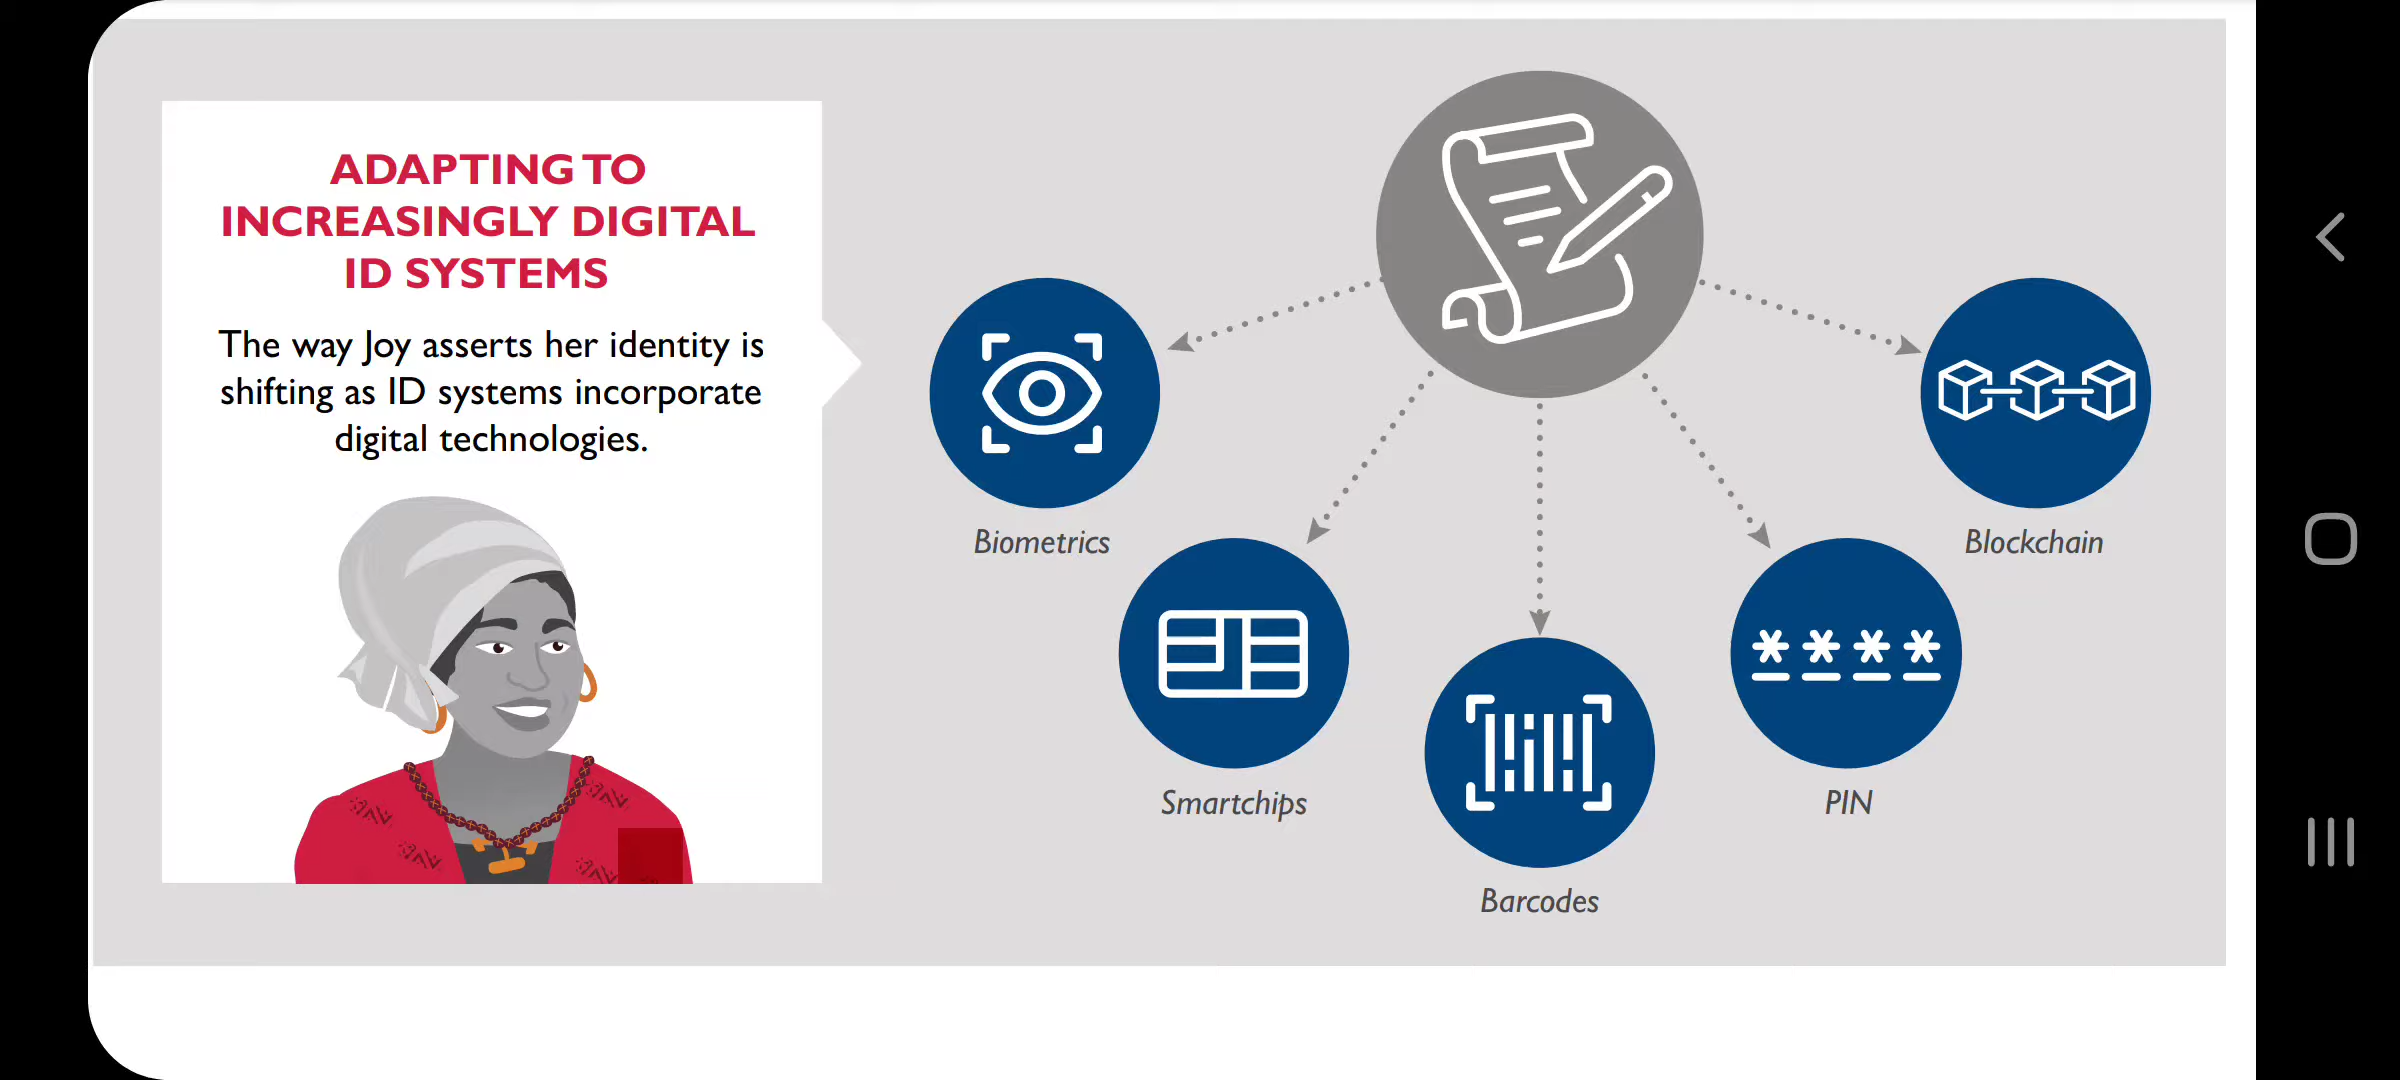 ADAPTING TO
INCREASINGLY DIGITAL
ID SYSTEMS
The way Joy asserts her identity is
shifting as ID systems incorporate
digital technologies.
Biometrics
Blockchain
Smartchips
PIN
Barcodes